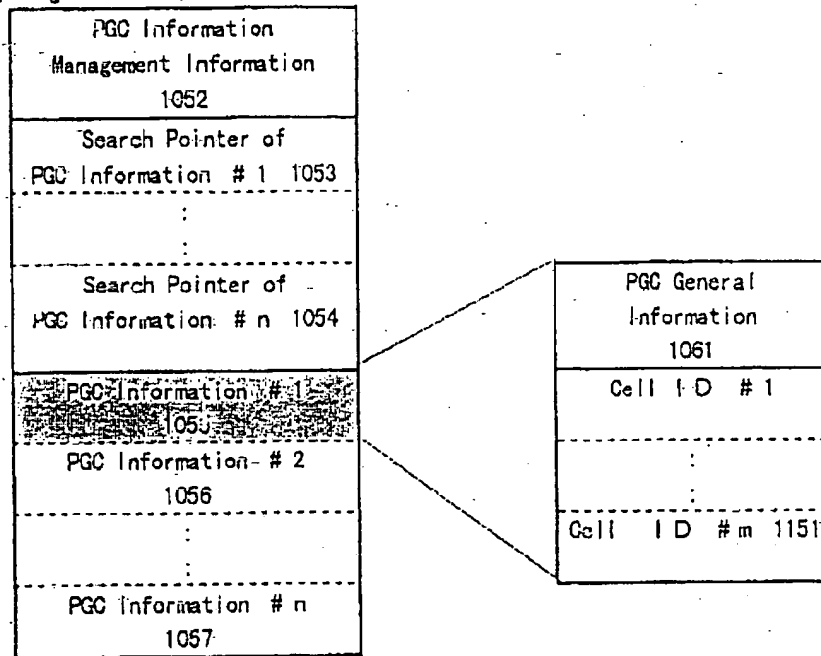 PGC Information
Management Information
1052
Search Pointer of
PGC Information # 1 1053
:
:
Search Pointer of
PGC Information # n 1054
PGC Information # 1
PGC Information # 2
1056
:
:
PGC Information # n
1057
PGC General
Information
1061
Cell ID # 1
:
:
Cell ID # m 1151